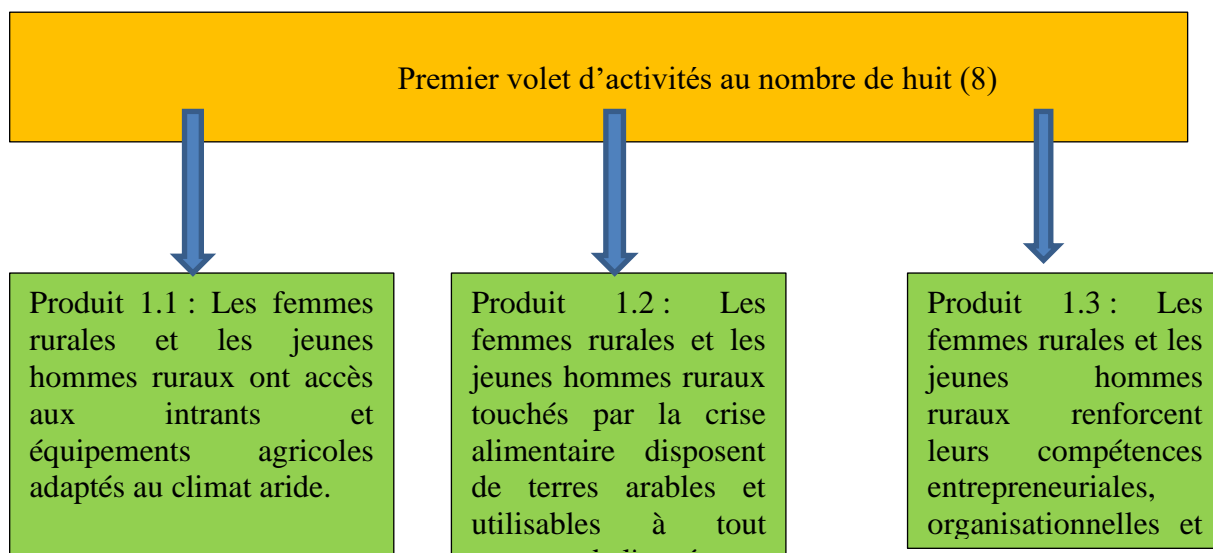 Premier volet d’activités au nombre de huit (8)
Produit 1.1 : Les femmes
rurales et les jeunes
hommes ruraux ont accès
aux intrants et
équipements agricoles
adaptés au climat aride.
Produit 1.2 : Les
femmes rurales et les
jeunes hommes ruraux
touchés par la crise
alimentaire disposent
de terres arables et
utilisables à tout
Produit 1.3 : Les
femmes rurales et les
jeunes hommes
ruraux renforcent
leurs compétences
entrepreneuriales,
organisationnelles et